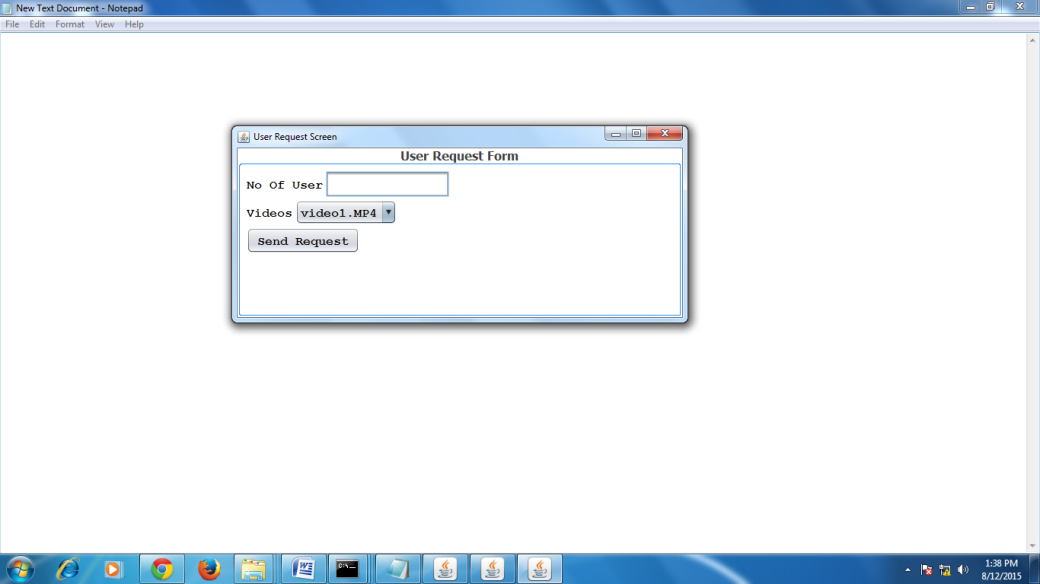 New Text Document - Notepad
File Edit Format View Help
User Request Screen
User Request Form
No Of User
Videos video1.MP4
Send Request
C:\
1:38 PM
8/12/2015